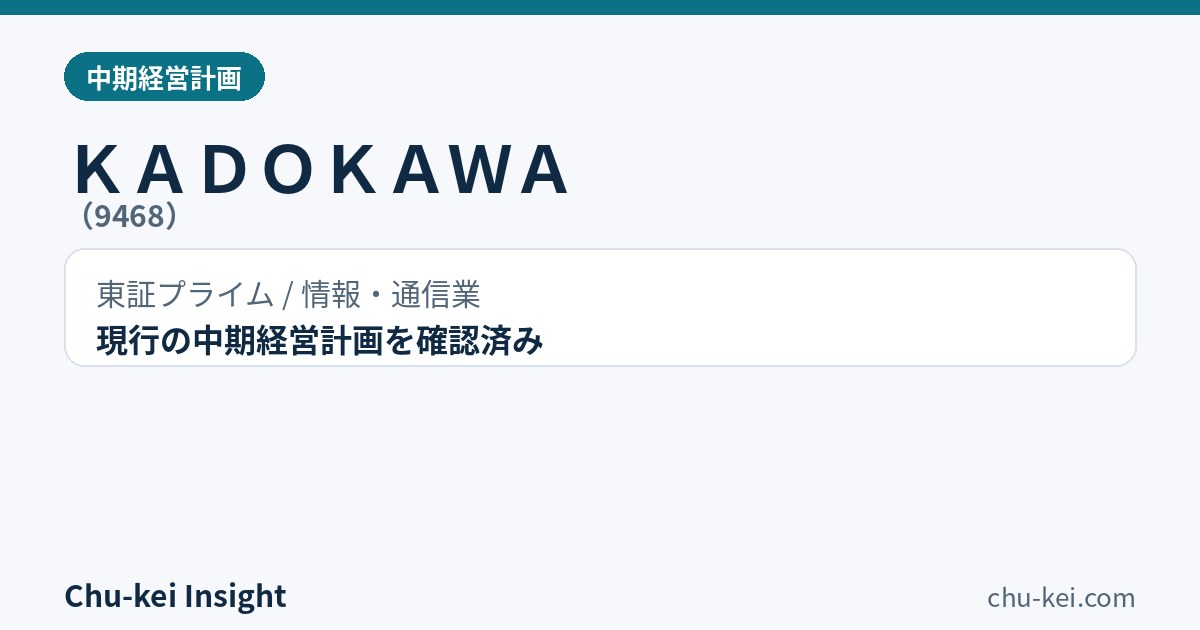 中期経営計画
ＫＡＤＯＫＡＷＡ
（9468）
東証プライム / 情報・通信業
現行の中期経営計画を確認済み
Chu-kei Insight
chu-kei.com